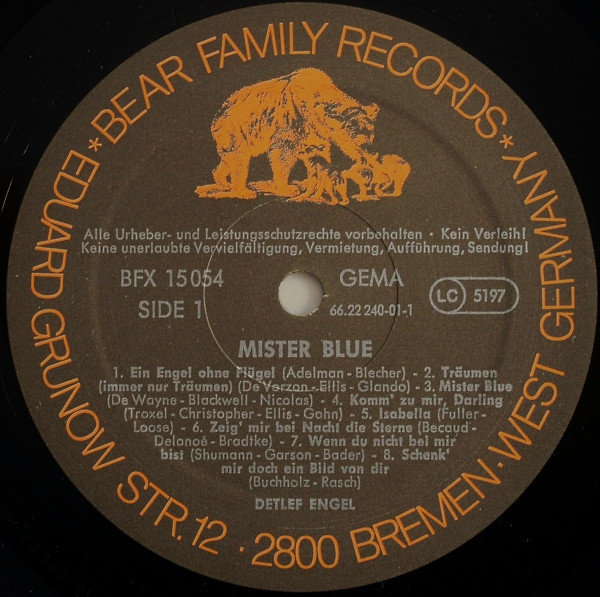 *BEAR FAMILY RECORDS*
EDUARD GRUNOW STR. 12 · 2800 BREMEN · WEST GERMANY
Alle Urheber- und Leistungsschutzrechte vorbehalten · Kein Verleih!
Keine unerlaubte Vervielfältigung, Vermietung, Aufführung, Sendung!
BFX 15054 GEMA LC 5197
SIDE 1 66.22 240-01-1
MISTER BLUE
1. Ein Engel ohne Flügel (Adelman - Blecher) - 2. Träumen
(immer nur Träumen) (De Verzon - Ellis - Glando) - 3. Mister Blue
(De Wayne - Blackwell - Nicolas) - 4. Komm' zu mir, Darling
(Troxel - Christopher - Ellis - Gahn) - 5. Isabella (Fuller -
Loose) - 6. Zeig' mir bei Nacht die Sterne (Becaud -
Delanoé - Bradtke) - 7. Wenn du nicht bei mir
bist (Shumann - Garson - Bader) - 8. Schenk'
mir doch ein Bild von dir
(Buchholz - Rasch)
DETLEF ENGEL